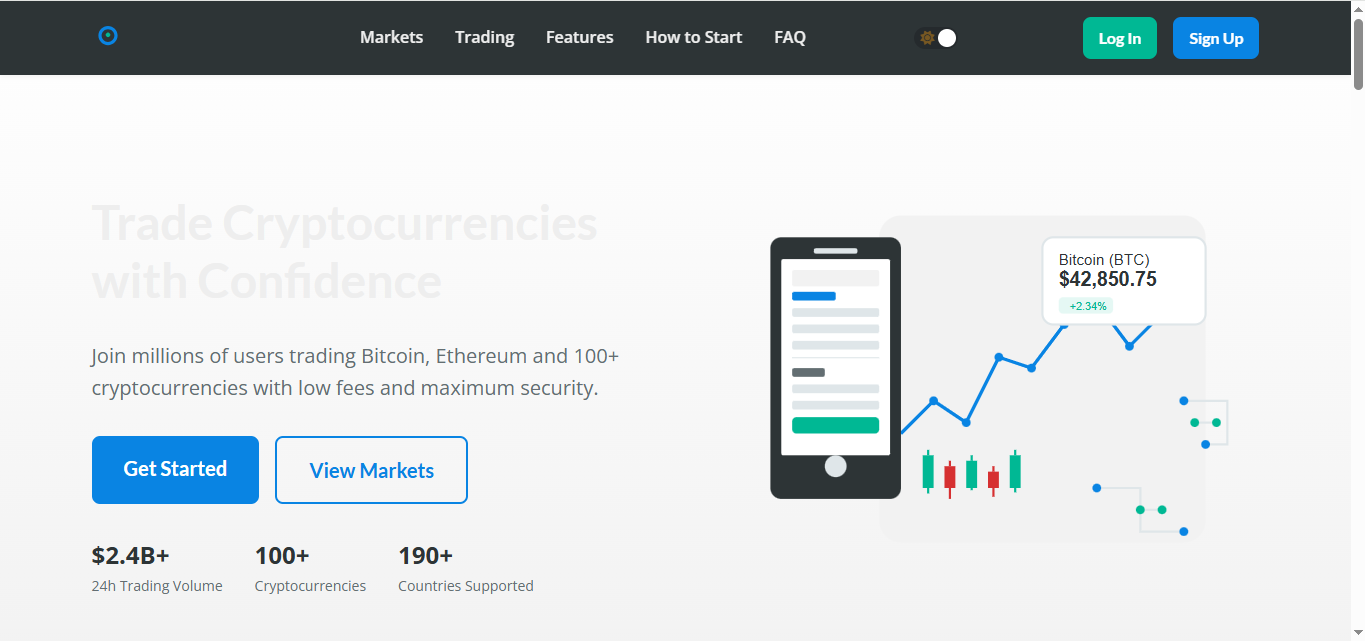 Markets Trading Features How to Start FAQ Log In Sign Up
Trade Cryptocurrencies
with Confidence
Join millions of users trading Bitcoin, Ethereum and 100+
cryptocurrencies with low fees and maximum security.
Get Started View Markets
$2.4B+ 100+ 190+
24h Trading Volume Cryptocurrencies Countries Supported
Bitcoin (BTC)
$42,850.75
+2.34%